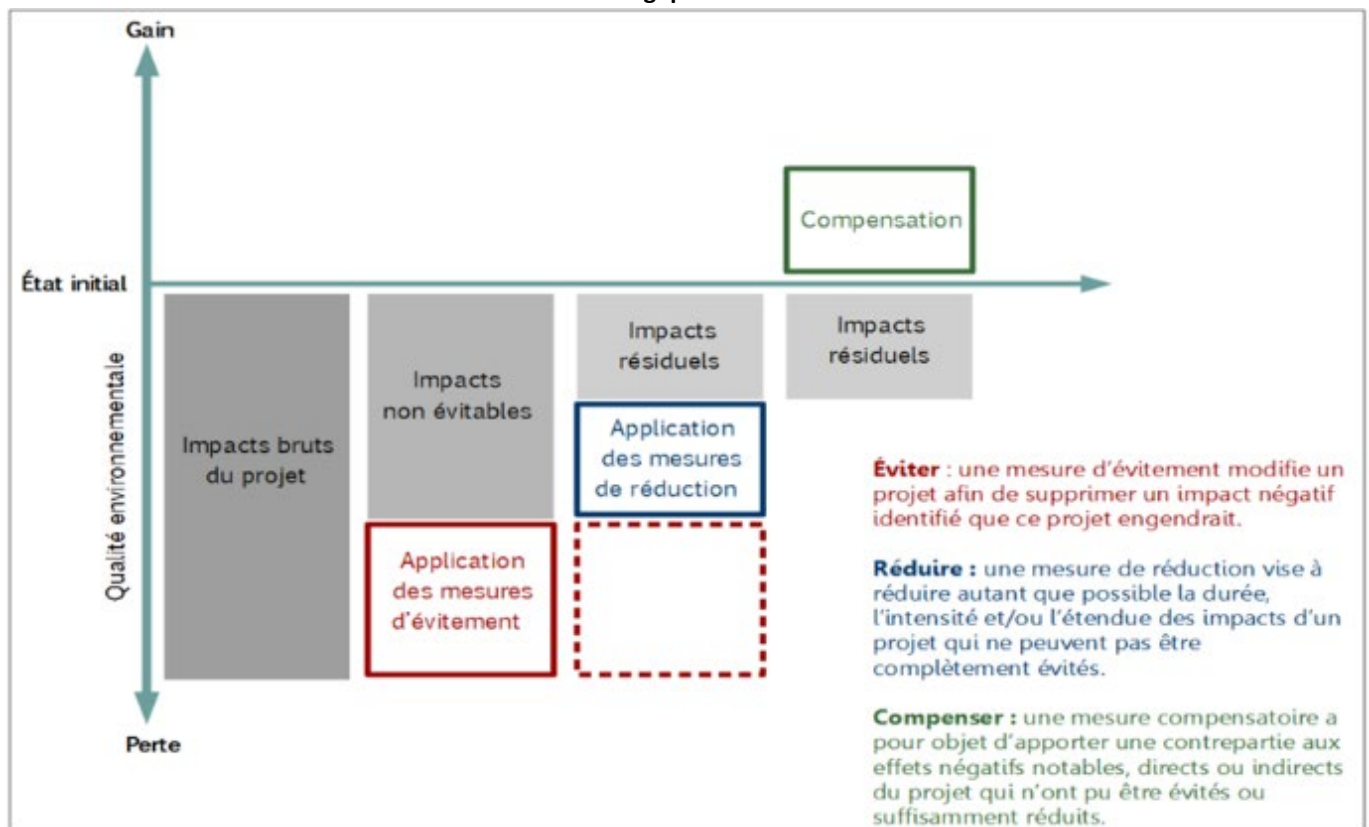 Gain
Compensation
État initial
Impacts bruts
du projet
Impacts
non évitables
Impacts
résiduels
Impacts
résiduels
Application
des mesures
de réduction
Application
des mesures
d'évitement
Qualité environnementale
Perte
Éviter : une mesure d'évitement modifie un
projet afin de supprimer un impact négatif
identifié que ce projet engendrait.
Réduire : une mesure de réduction vise à
réduire autant que possible la durée,
l'intensité et/ou l'étendue des impacts d'un
projet qui ne peuvent pas être
complètement évités.
Compenser : une mesure compensatoire a
pour objet d'apporter une contrepartie aux
effets négatifs notables, directs ou indirects
du projet qui n'ont pu être évités ou
suffisamment réduits.